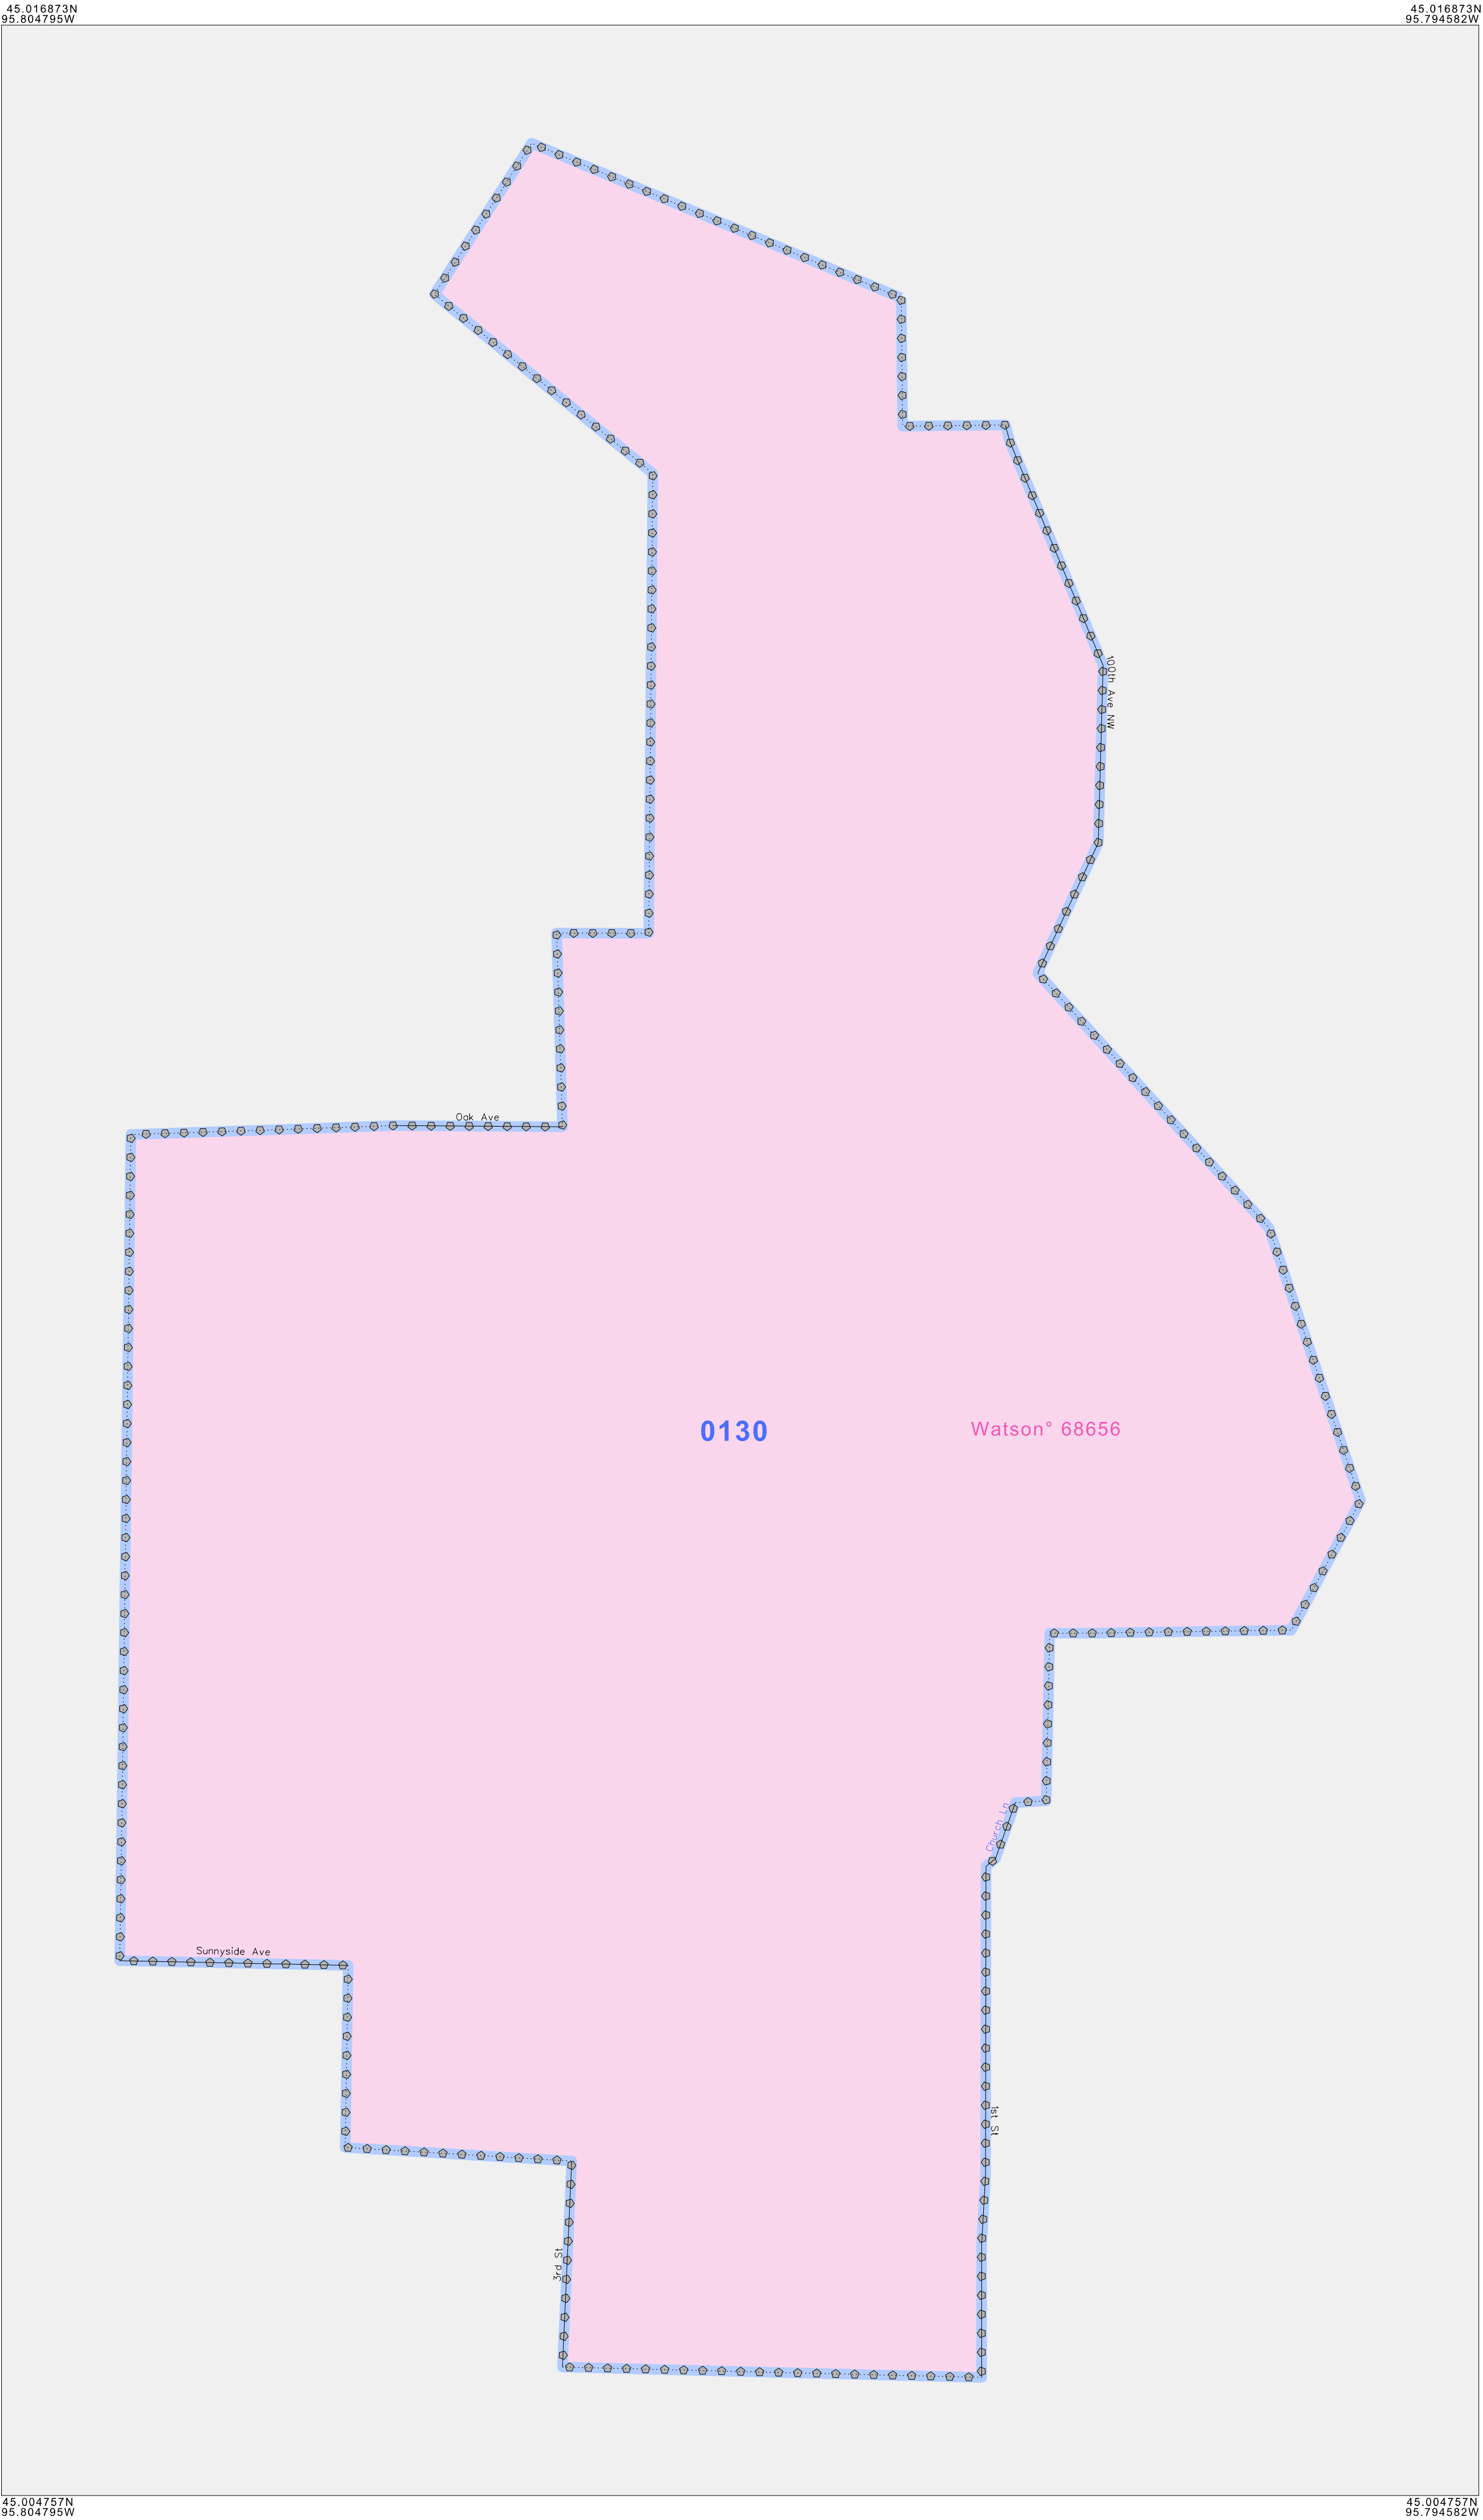 45.016873N
95.804795W
45.016873N
95.794582W
100th Ave NW
Oak Ave
0130
Watson° 68656
Church Ln
Sunnyside Ave
1st St
3rd St
45.004757N
95.804795W
45.004757N
95.794582W